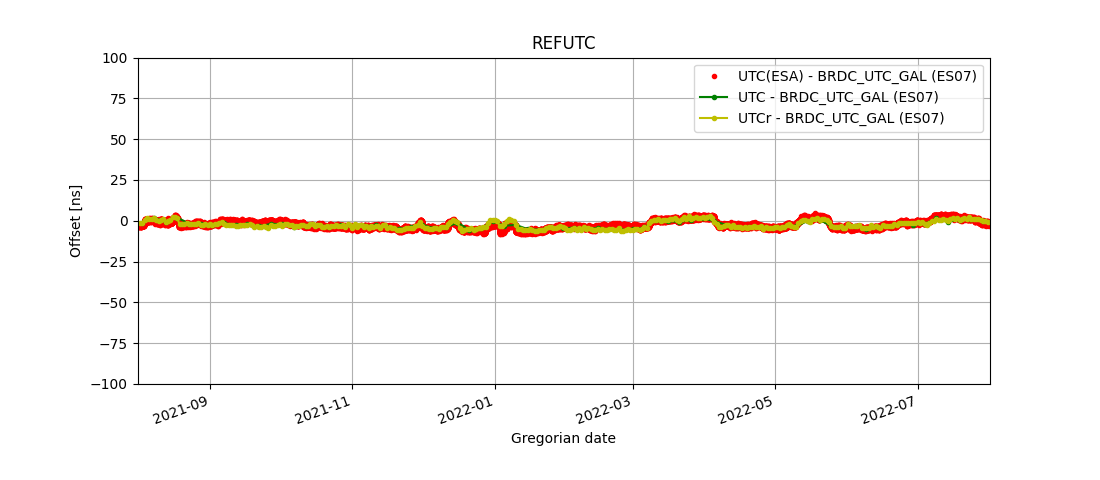 REFUTC
UTC(ESA) - BRDC_UTC_GAL (ES07)
UTC - BRDC_UTC_GAL (ES07)
UTCr - BRDC_UTC_GAL (ES07)
100
75
50
25
0
−25
−50
−75
−100
Offset [ns]
2021-09
2021-11
2022-01
2022-03
2022-05
2022-07
Gregorian date